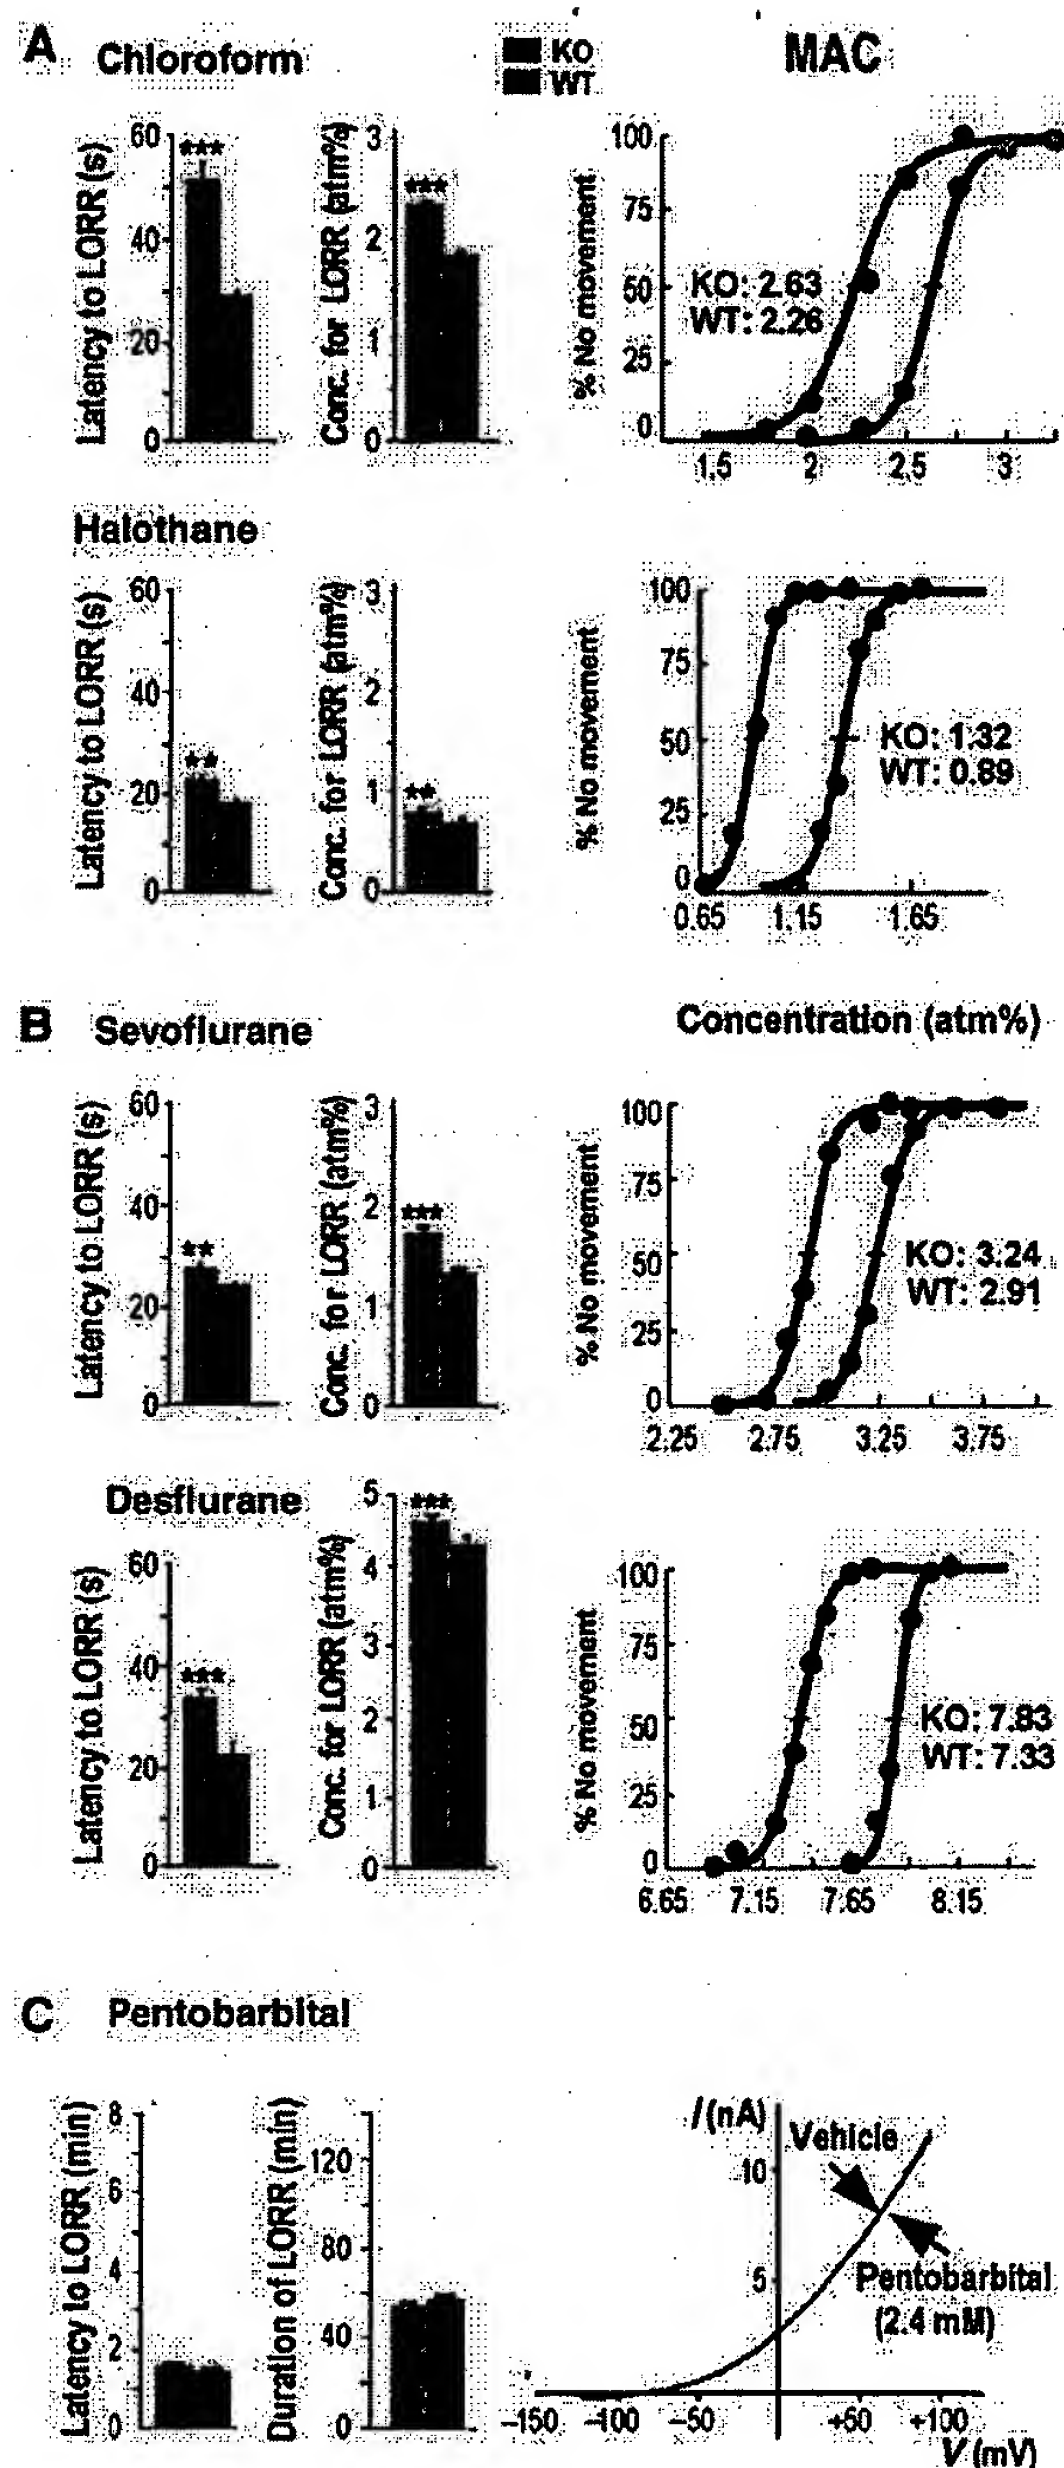 A Chloroform
KO
WT
MAC
Latency to LORR (s)
60
40
20
0
***
Conc. for LORR (atm%)
3
2
1
0
***
% No movement
100
75
50
25
0
KO: 2.63
WT: 2.26
1.5 2 2.5 3
Halothane
Latency to LORR (s)
60
40
20
0
**
Conc. for LORR (atm%)
3
2
1
0
**
% No movement
100
75
50
25
0
KO: 1.32
WT: 0.89
0.65 1.15 1.65
Concentration (atm%)
B Sevoflurane
Latency to LORR (s)
60
40
20
0
**
Conc. for LORR (atm%)
3
2
1
0
***
% No movement
100
75
50
25
0
KO: 3.24
WT: 2.91
2.25 2.75 3.25 3.75
Desflurane
Latency to LORR (s)
60
40
20
0
***
Conc. for LORR (atm%)
5
4
3
2
1
0
***
% No movement
100
75
50
25
0
KO: 7.83
WT: 7.33
6.65 7.15 7.65 8.15
C Pentobarbital
Latency to LORR (min)
8
6
4
2
0
Duration of LORR (min)
120
80
40
0
I (nA)
10
5
Vehicle
Pentobarbital
(2.4 mM)
–150 –100 –50 +50 +100
V (mV)